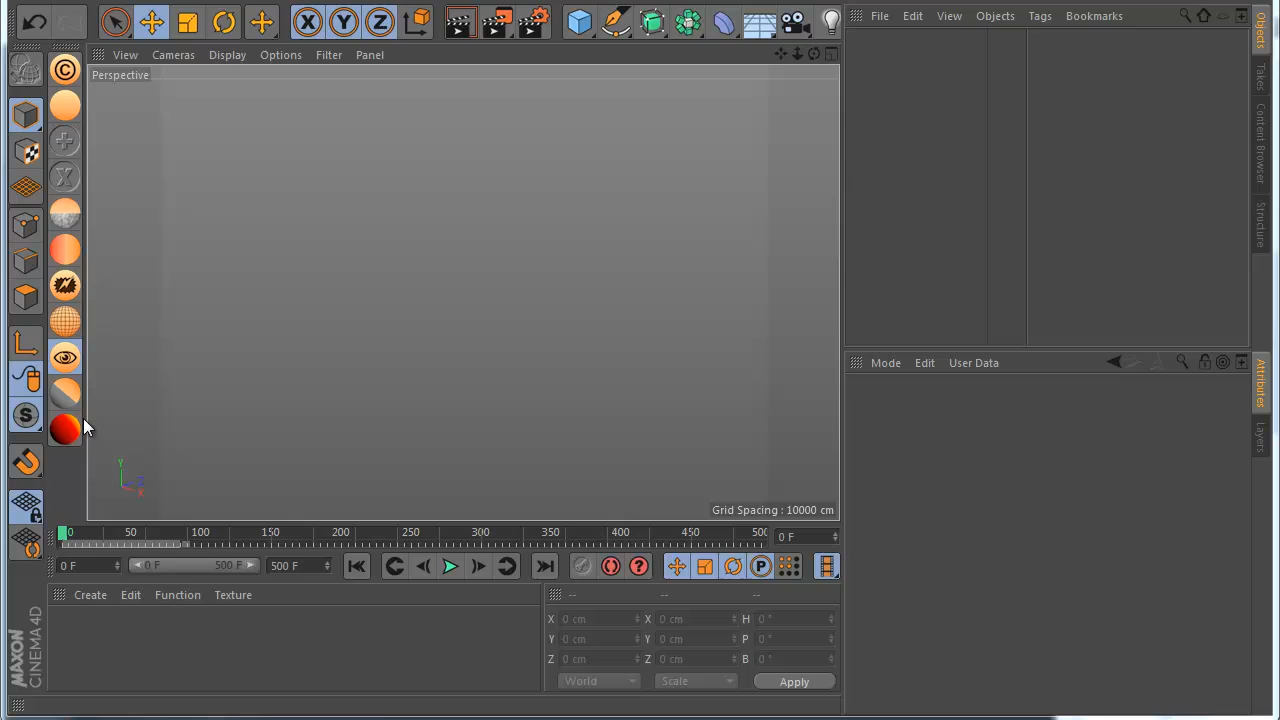 File Edit View Objects Tags Bookmarks
X Y Z
Objects
Takes
Content Browser
Structure
View Cameras Display Options Filter Panel
Perspective
Y
Z
X
Grid Spacing : 10000 cm
Mode Edit User Data
Attributes
Layers
0 50 100 150 200 250 300 350 400 450 500 0 F
0 F 0 F 500 F 500 F
Create Edit Function Texture
-- -- --
X 0 cm X 0 cm H 0 °
Y 0 cm Y 0 cm P 0 °
Z 0 cm Z 0 cm B 0 °
World Scale Apply
MAXON
CINEMA 4D